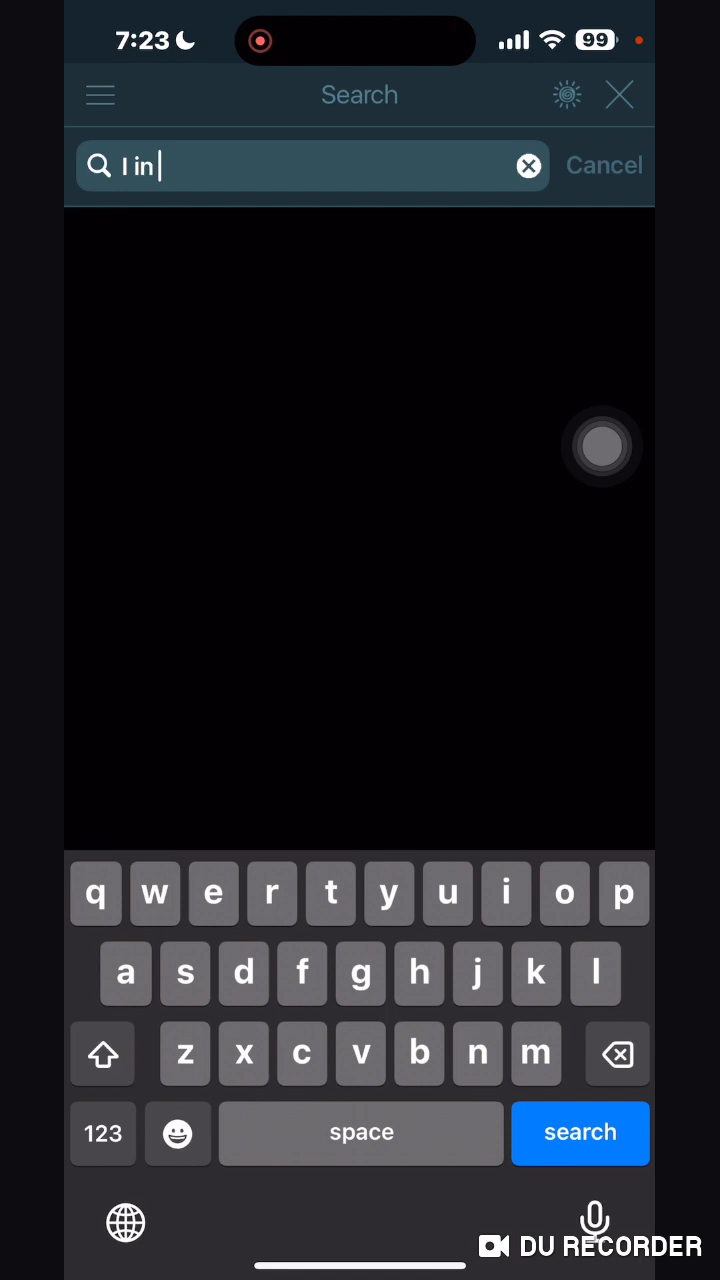 7:23
99
Search
I in
Cancel
q w e r t y u i o p
a s d f g h j k l
z x c v b n m
123 space search
DU RECORDER